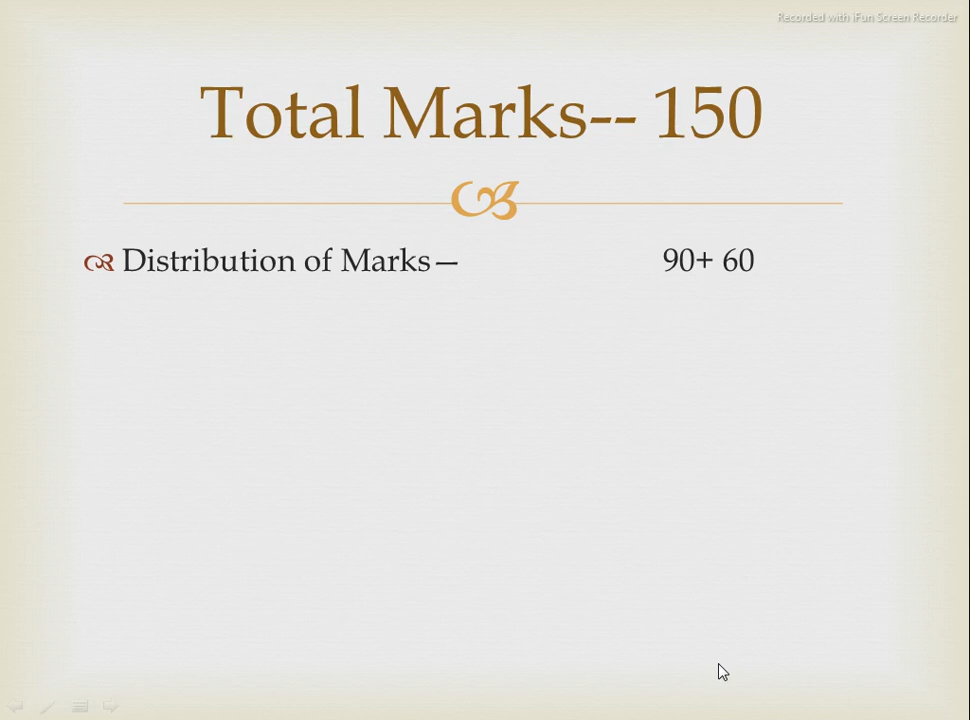 Recorded with iFun Screen Recorder
Total Marks-- 150
Distribution of Marks— 90+ 60